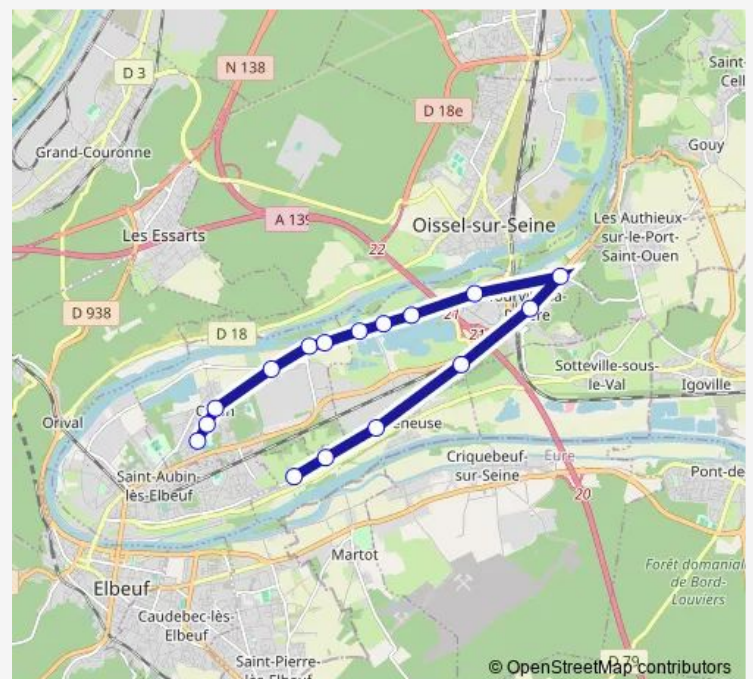 D 3
N 138
Saint-
Cell
D 18e
Gouy
Grand-Couronne
Les Authieux-
sur-le-Port-
Saint-Ouen
Oissel-sur-Seine
A 139
Les Essarts
22
D 938
21
D 18
21
Sotteville-sous-
le-Val
Igoville
Orival
Criquebeuf-
sur-Seine
Eure
Pont-de
Saint-Aubin-
lès-Elbeuf
20
Martot
Forêt domaniale
de Bord-
Louviers
Elbeuf
Caudebec-lès-
Elbeuf
Saint-Pierre-
lès-Elbeuf
D 79
© OpenStreetMap contributors